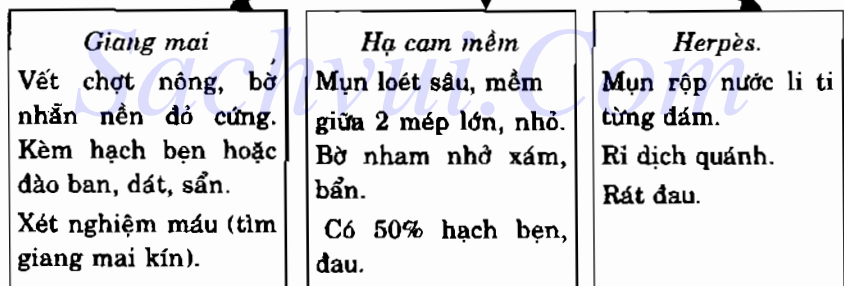 Giang mai
Vết chợt nông, bờ
nhẵn nền đỏ cứng.
Kèm hạch bẹn hoặc
đào ban, dát, sẩn.
Xét nghiệm máu (tìm
giang mai kín).
Hạ cam mềm
Mụn loét sâu, mềm
giữa 2 mép lớn, nhỏ.
Bờ nham nhở xám,
bẩn.
Có 50% hạch bẹn,
đau.
Herpès.
Mụn rộp nước li ti
từng đám.
Rỉ dịch quánh.
Rát đau.
Sachvui.Com